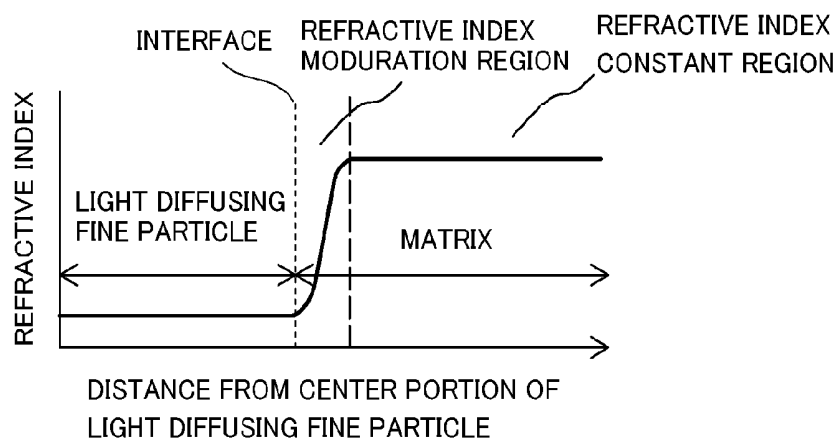 INTERFACE
REFRACTIVE INDEX
MODURATION REGION
REFRACTIVE INDEX
CONSTANT REGION
REFRACTIVE INDEX
LIGHT DIFFUSING
FINE PARTICLE
MATRIX
DISTANCE FROM CENTER PORTION OF
LIGHT DIFFUSING FINE PARTICLE